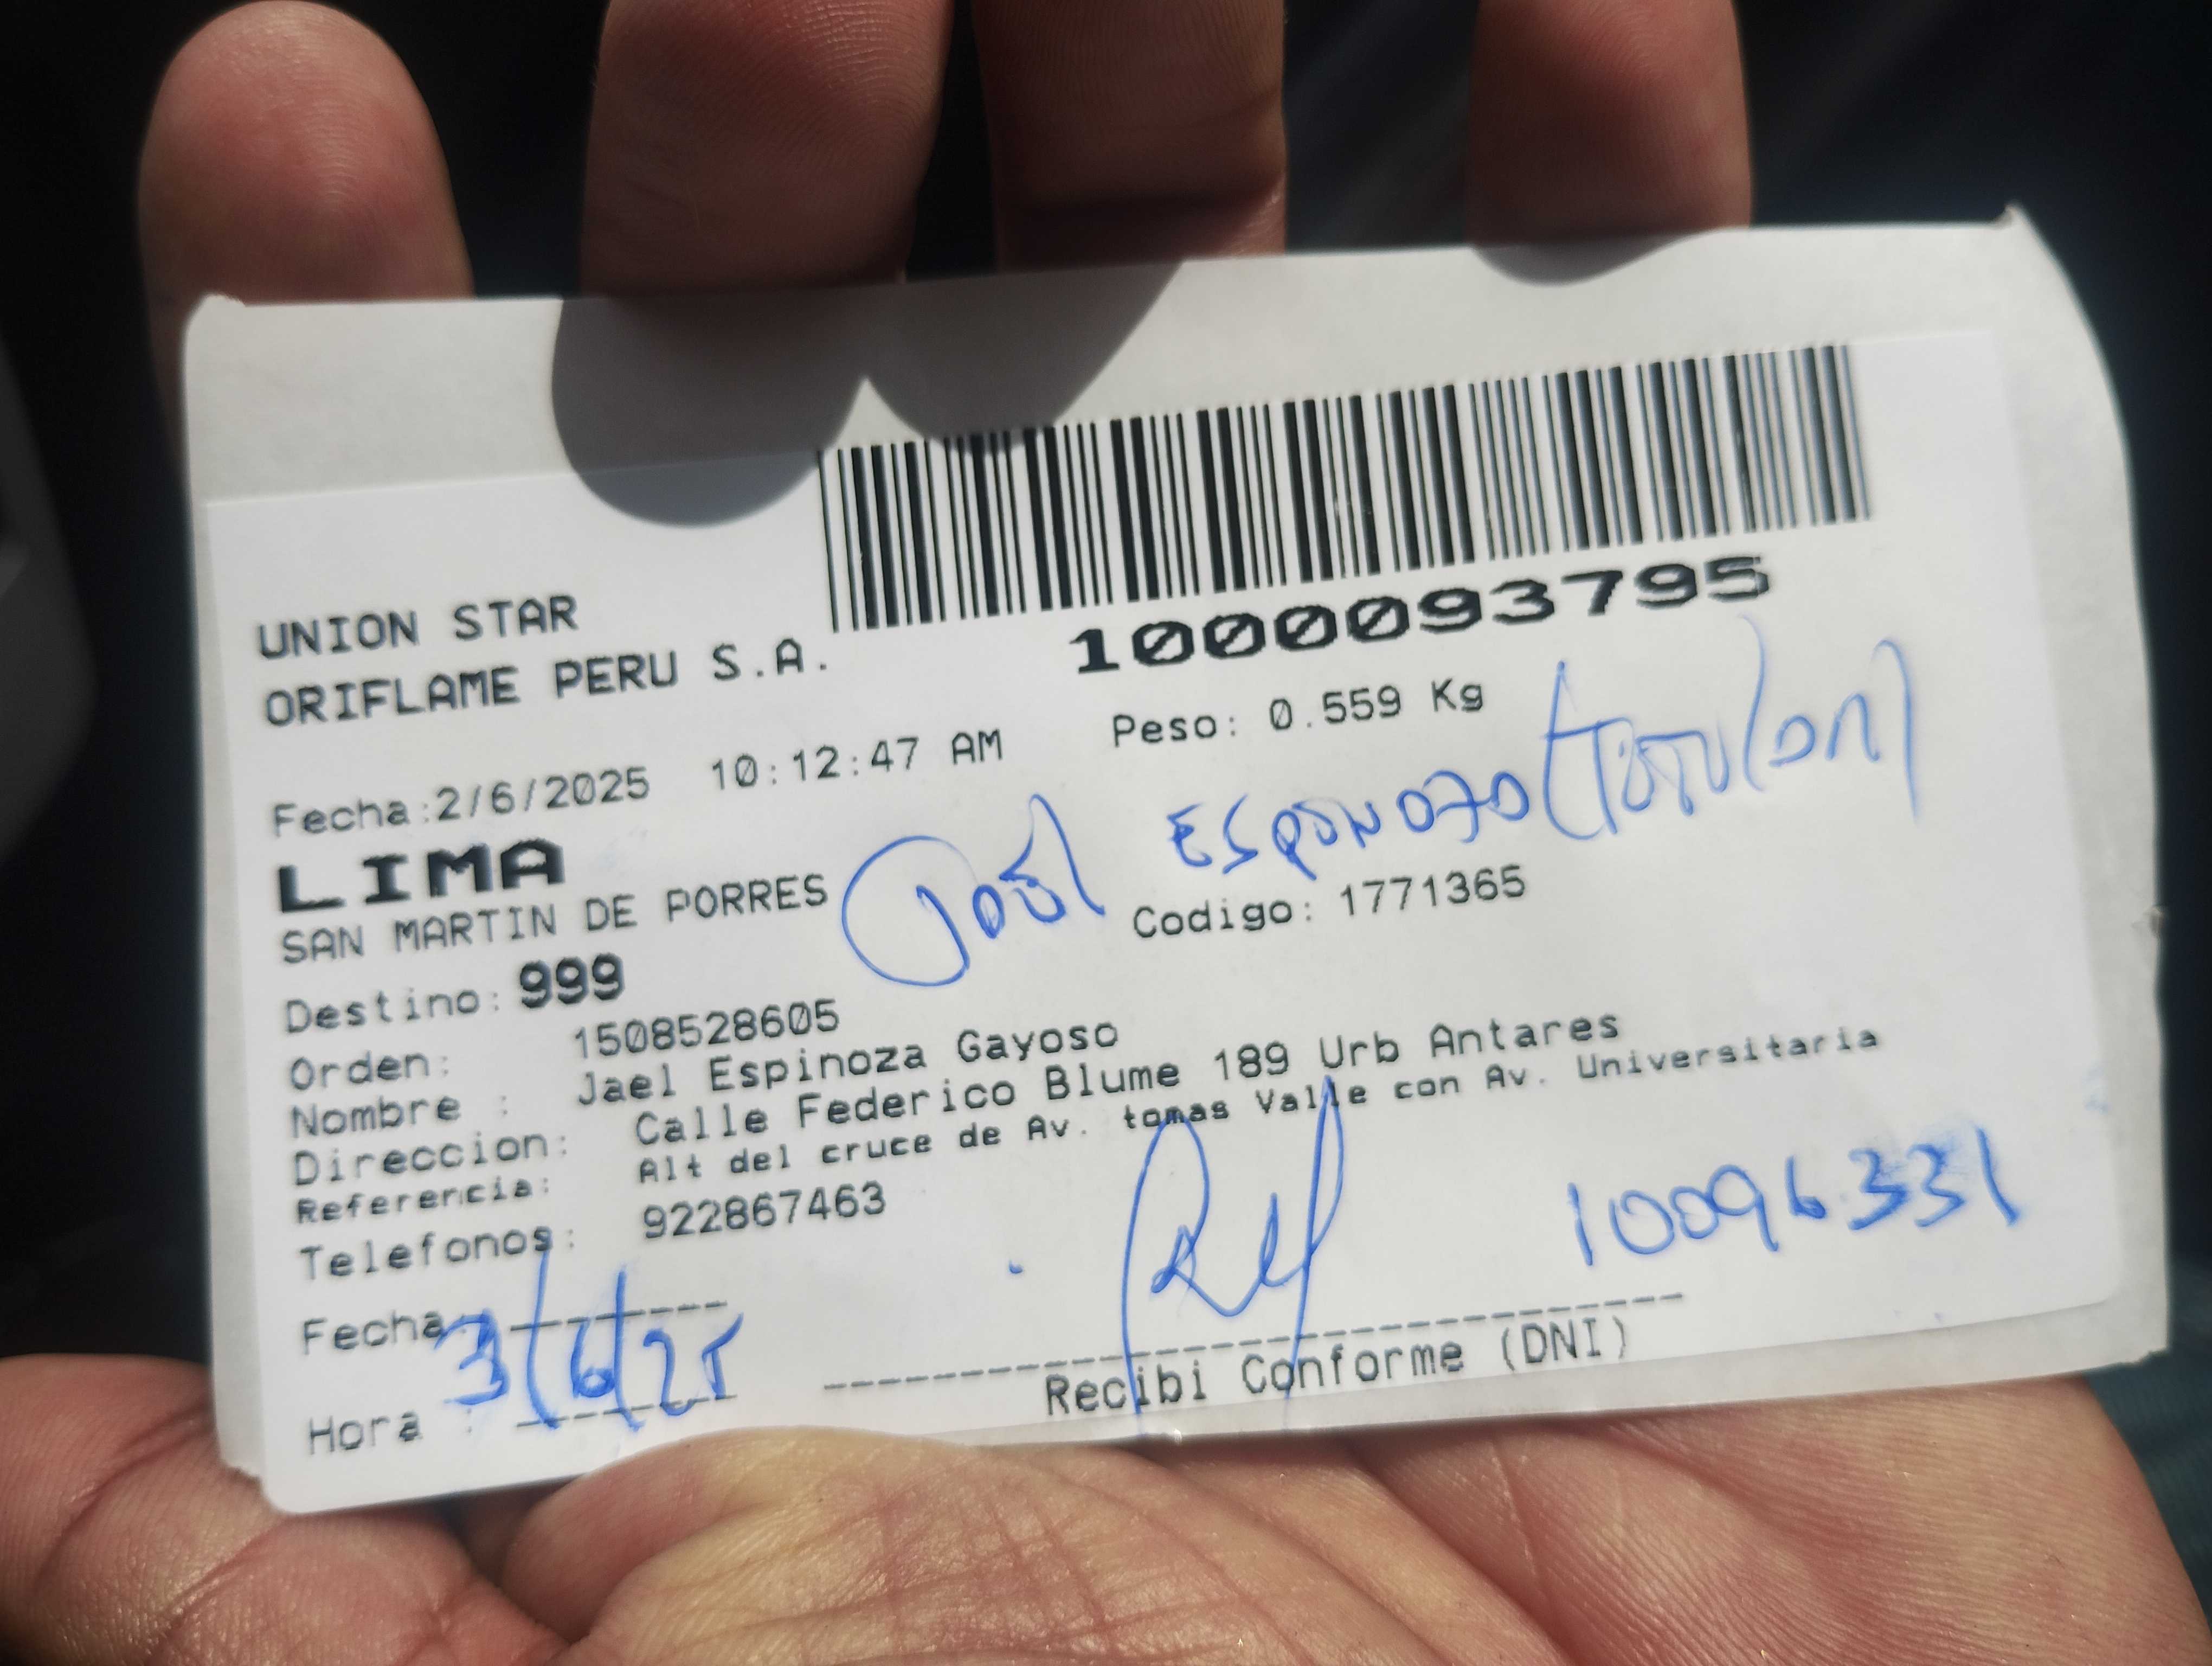 UNION STAR
ORIFLAME PERU S.A.
1000093795
Fecha:2/6/2025 10:12:47 AM Peso: 0.559 Kg
LIMA
SAN MARTIN DE PORRES
ESPINOZA
Codigo: 1771365
Destino: 999
Orden: 1508528605
Nombre : Jael Espinoza Gayoso
Direccion: Calle Federico Blume 189 Urb Antares
Referencia: Alt del cruce de Av. tomas Valle con Av. Universitaria
Telefonos: 922867463
10096331
Fecha : 3/6/25
Hora :
Recibi Conforme (DNI)